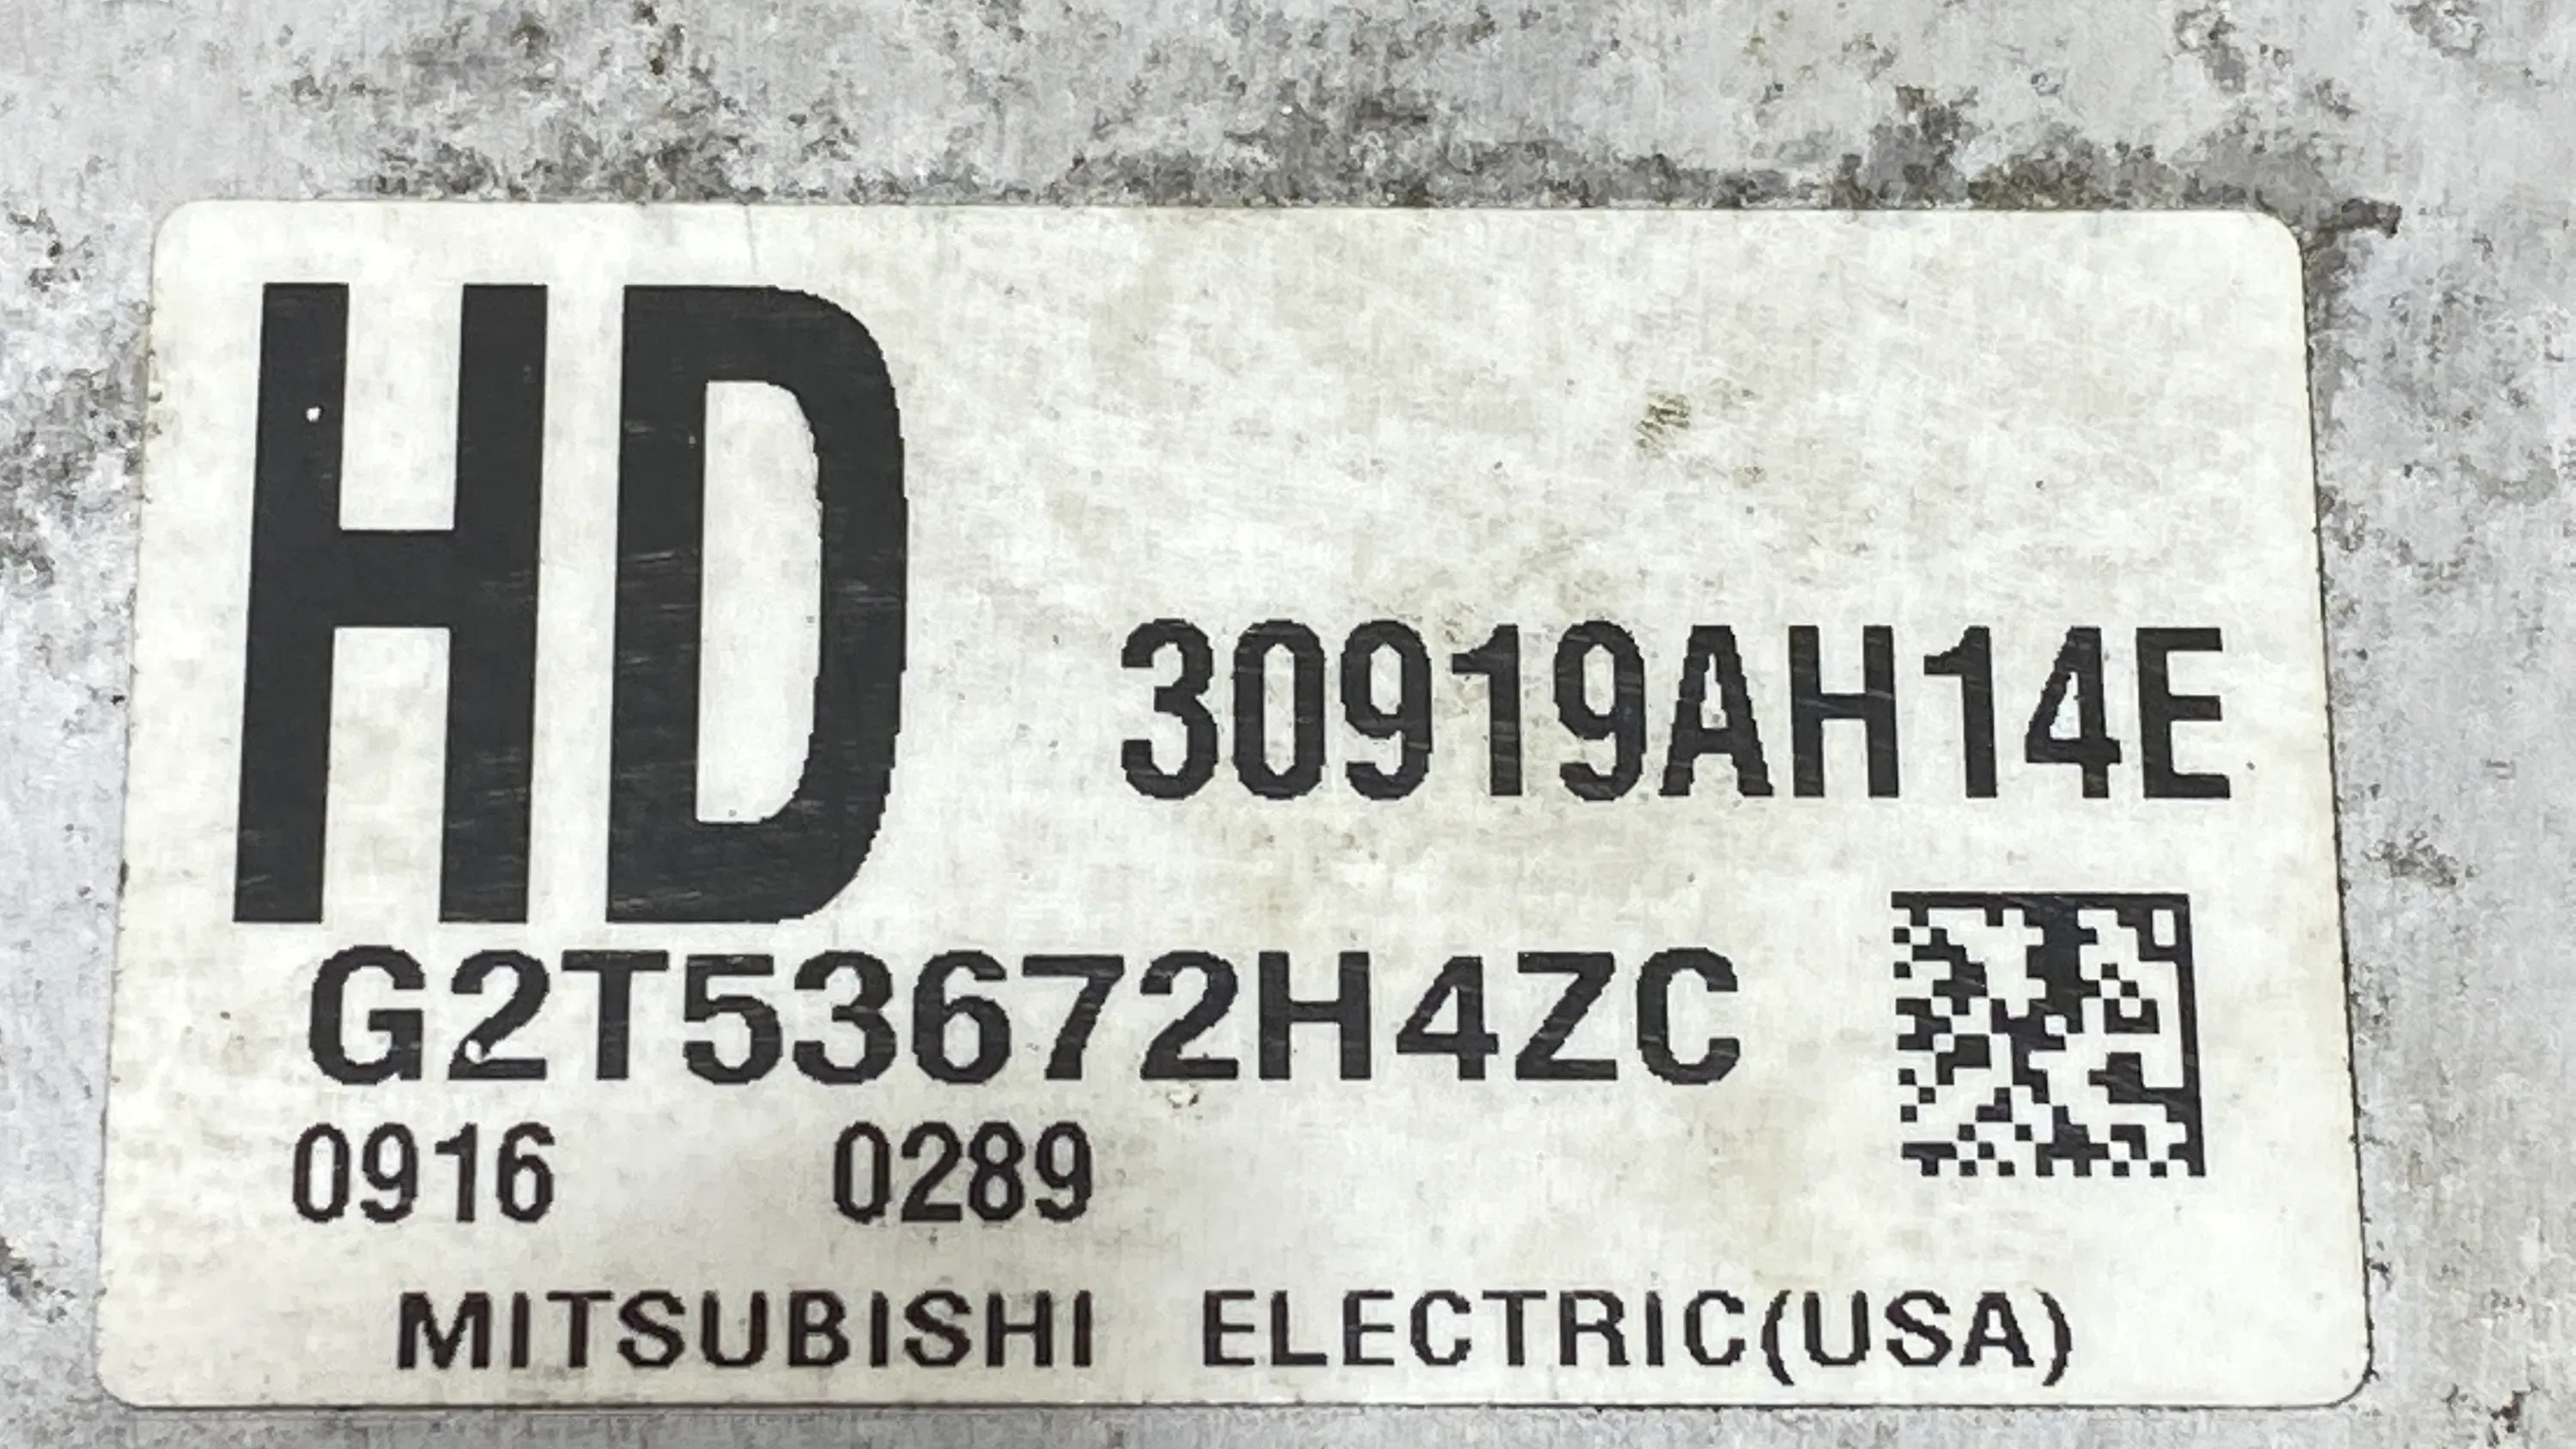 HD
30919AH14E
G2T53672H4ZC
0916 0289
MITSUBISHI ELECTRIC(USA)